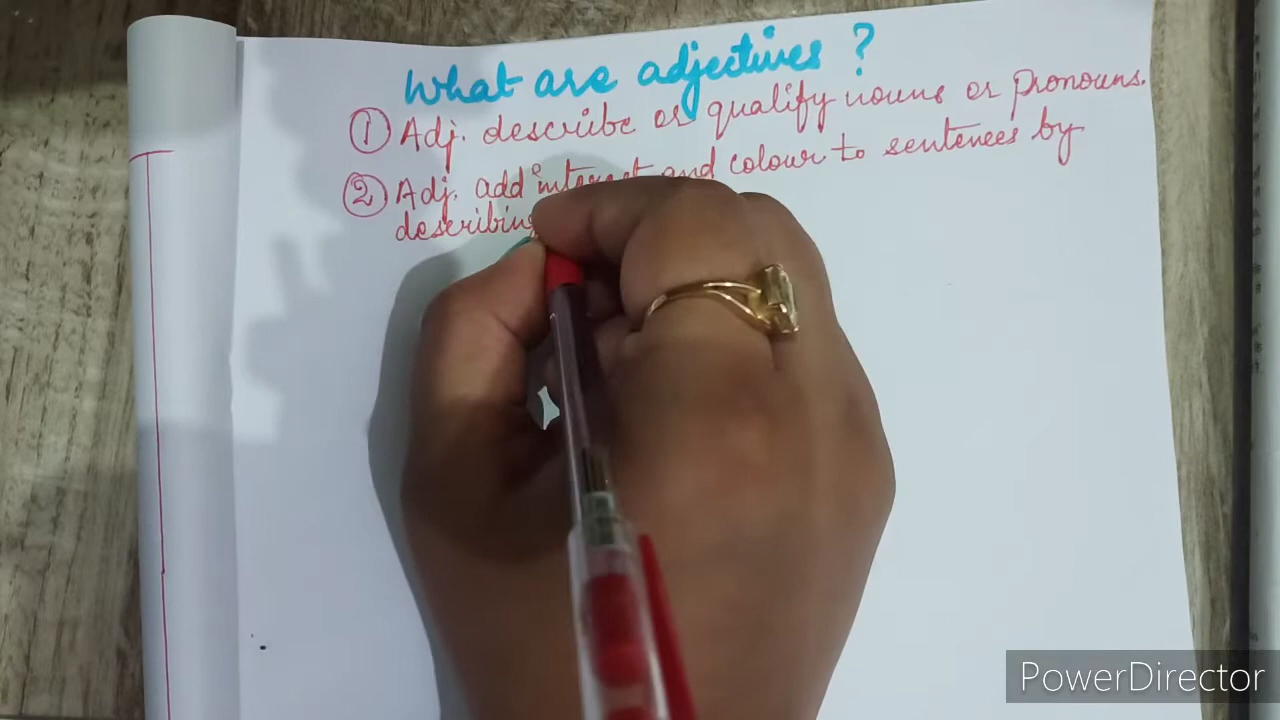 What are adjectives ?
① Adj. describe or qualify nouns or pronouns.
② Adj. add interest and colour to sentences by
describing
PowerDirector